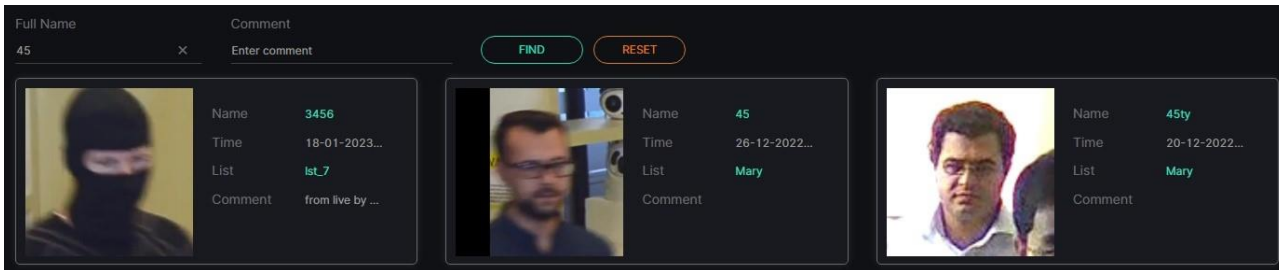 Full Name Comment
45 × Enter comment FIND RESET
Name 3456
Time 18-01-2023...
List lst_7
Comment from live by ...
Name 45
Time 26-12-2022...
List Mary
Comment
Name 45ty
Time 20-12-2022...
List Mary
Comment